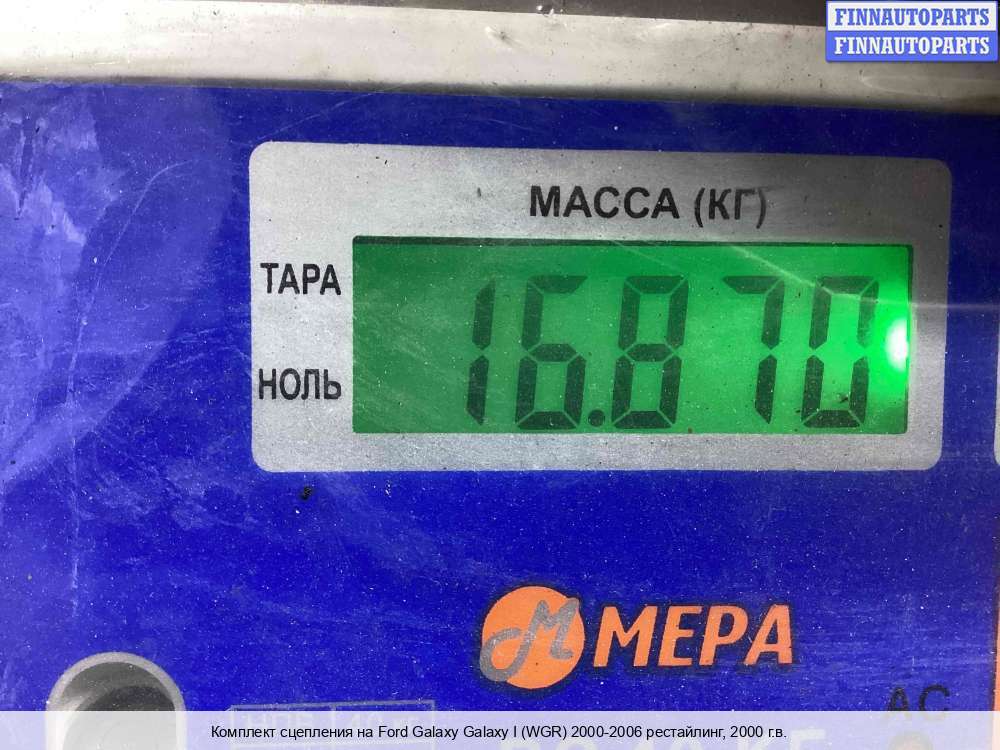 FINNAUTOPARTS
FINNAUTOPARTS
МАССА (КГ)
ТАРА
16.870
НОЛЬ
М МЕРА
АС
Комплект сцепления на Ford Galaxy Galaxy I (WGR) 2000-2006 рестайлинг, 2000 г.в.